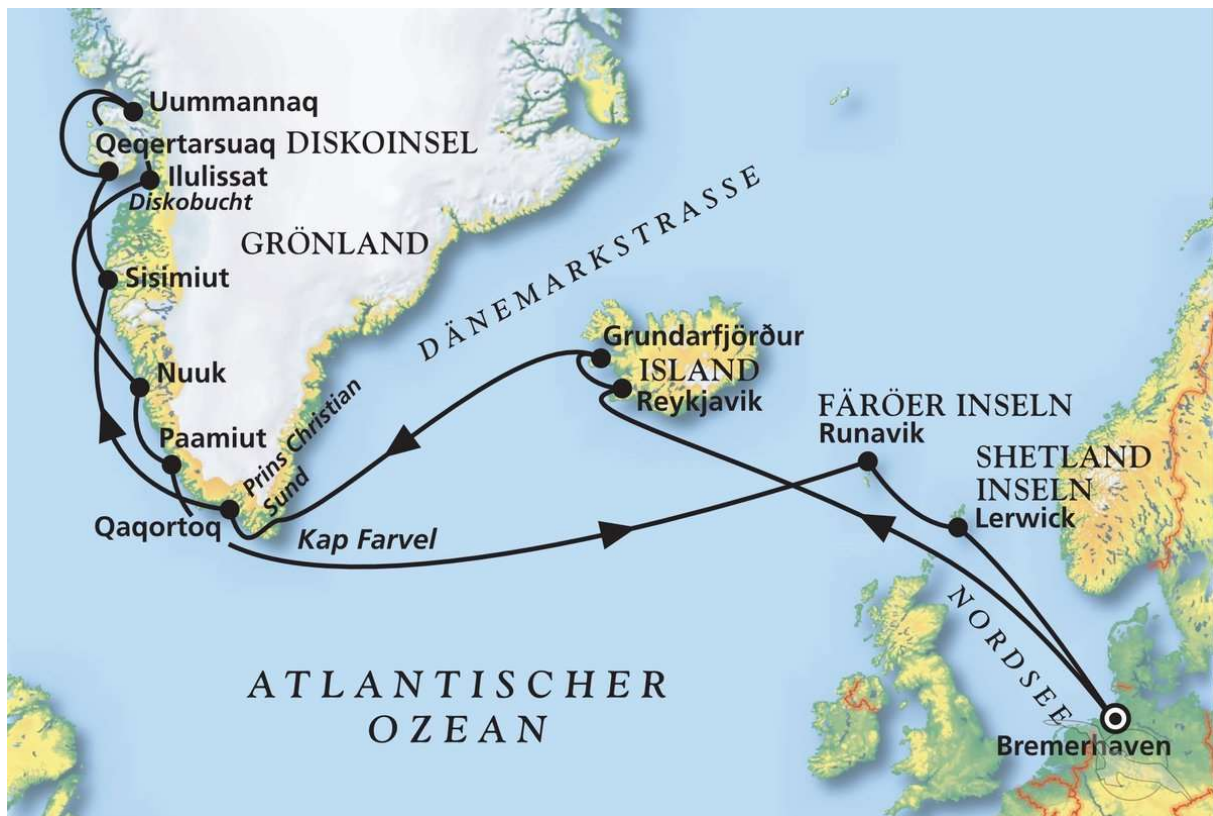 Uummannaq
Qeqertarsuaq DISKOINSEL
Ilulissat
Diskobucht
GRÖNLAND
Sisimiut
DÄNEMARKSTRASSE
Grundarfjörður
ISLAND
Reykjavik
Nuuk
FÄRÖER INSELN
Runavik
Paamiut
Prins Christian
Sund
SHETLAND
INSELN
Lerwick
Qaqortoq
Kap Farvel
NORDSEE
ATLANTISCHER
OZEAN
Bremerhaven